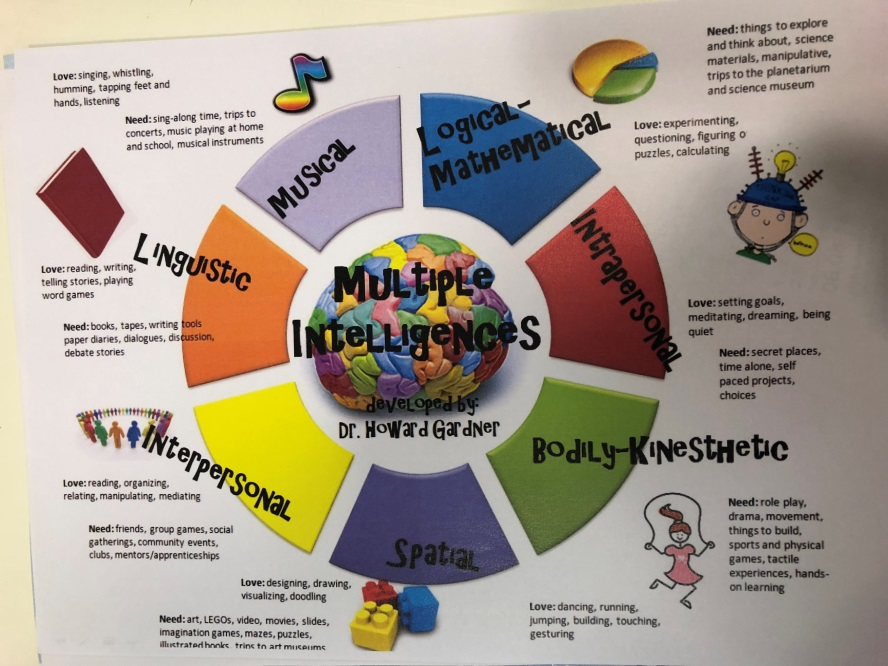 Love: singing, whistling,
humming, tapping feet and
hands, listening
Need: sing-along time, trips to
concerts, music playing at home
and school, musical instruments
Musical
Logical-
Mathematical
Need: things to explore
and think about, science
materials, manipulative,
trips to the planetarium
and science museum
Love: experimenting,
questioning, figuring o
puzzles, calculating
Linguistic
Love: reading, writing,
telling stories, playing
word games
Need: books, tapes, writing tools
paper diaries, dialogues, discussion,
debate stories
Multiple
Intelligences
developed by:
Dr. Howard Gardner
Intrapersonal
Love: setting goals,
meditating, dreaming, being
quiet
Need: secret places,
time alone, self
paced projects,
choices
Interpersonal
Love: reading, organizing,
relating, manipulating, mediating
Need: friends, group games, social
gatherings, community events,
clubs, mentors/apprenticeships
Spatial
Love: designing, drawing,
visualizing, doodling
Need: art, LEGOs, video, movies, slides,
imagination games, mazes, puzzles,
illustrated books, trips to art museums
Bodily-Kinesthetic
Need: role play,
drama, movement,
things to build,
sports and physical
games, tactile
experiences, hands-
on learning
Love: dancing, running,
jumping, building, touching,
gesturing